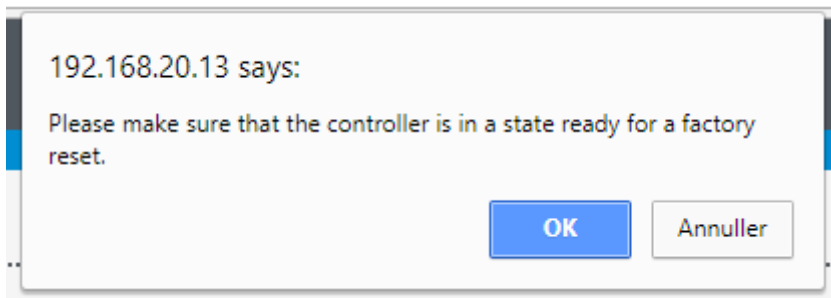 192.168.20.13 says:
Please make sure that the controller is in a state ready for a factory
reset.
OK
Annuller